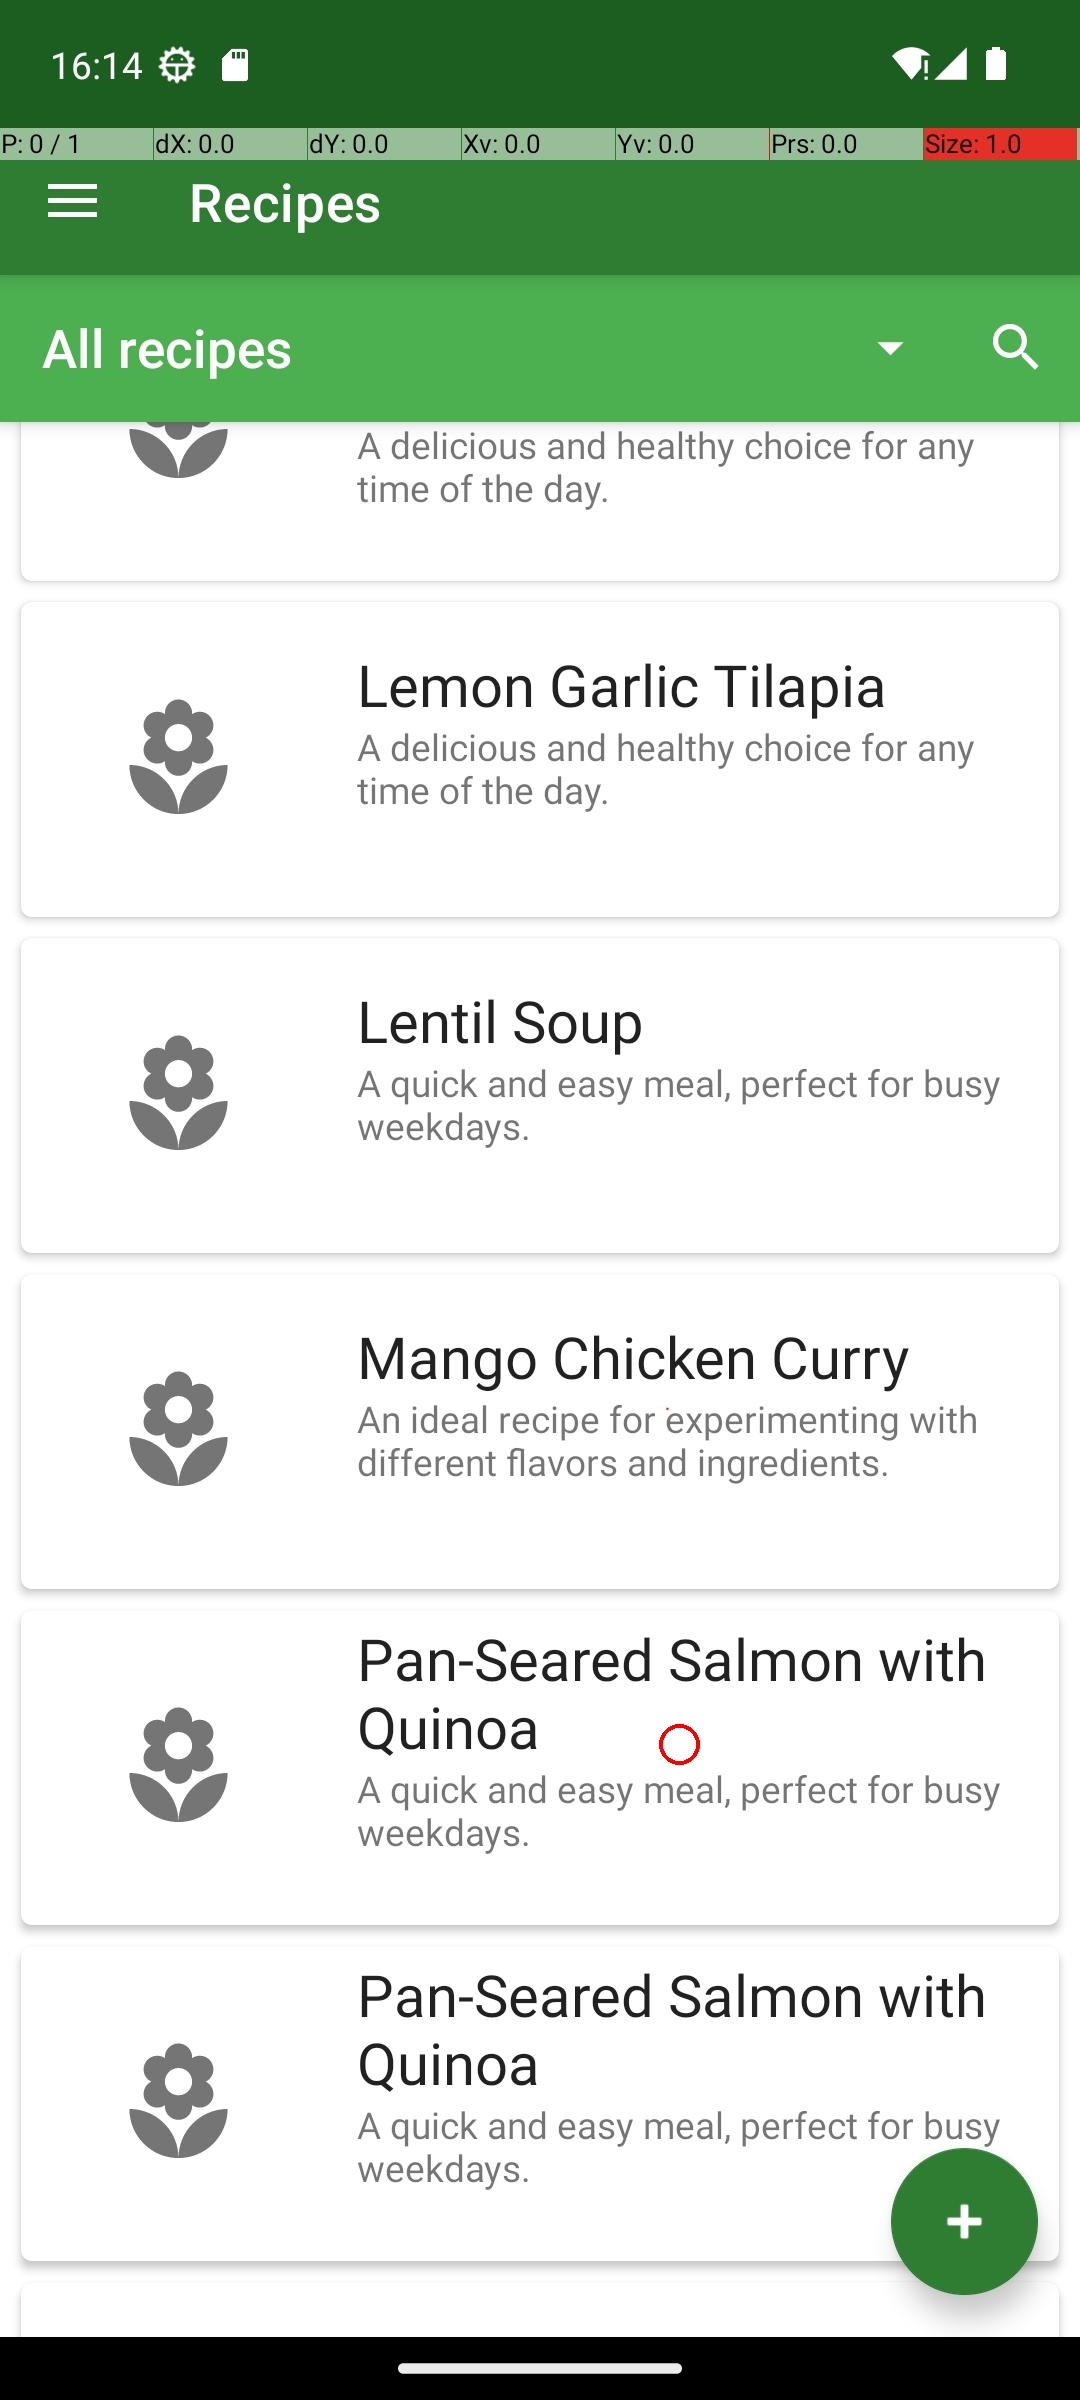 16:14
P: 0 / 1 dX: 0.0 dY: 0.0 Xv: 0.0 Yv: 0.0 Prs: 0.0 Size: 1.0
Recipes
All recipes
A delicious and healthy choice for any
time of the day.
Lemon Garlic Tilapia
A delicious and healthy choice for any
time of the day.
Lentil Soup
A quick and easy meal, perfect for busy
weekdays.
Mango Chicken Curry
An ideal recipe for experimenting with
different flavors and ingredients.
Pan-Seared Salmon with
Quinoa
A quick and easy meal, perfect for busy
weekdays.
Pan-Seared Salmon with
Quinoa
A quick and easy meal, perfect for busy
weekdays.